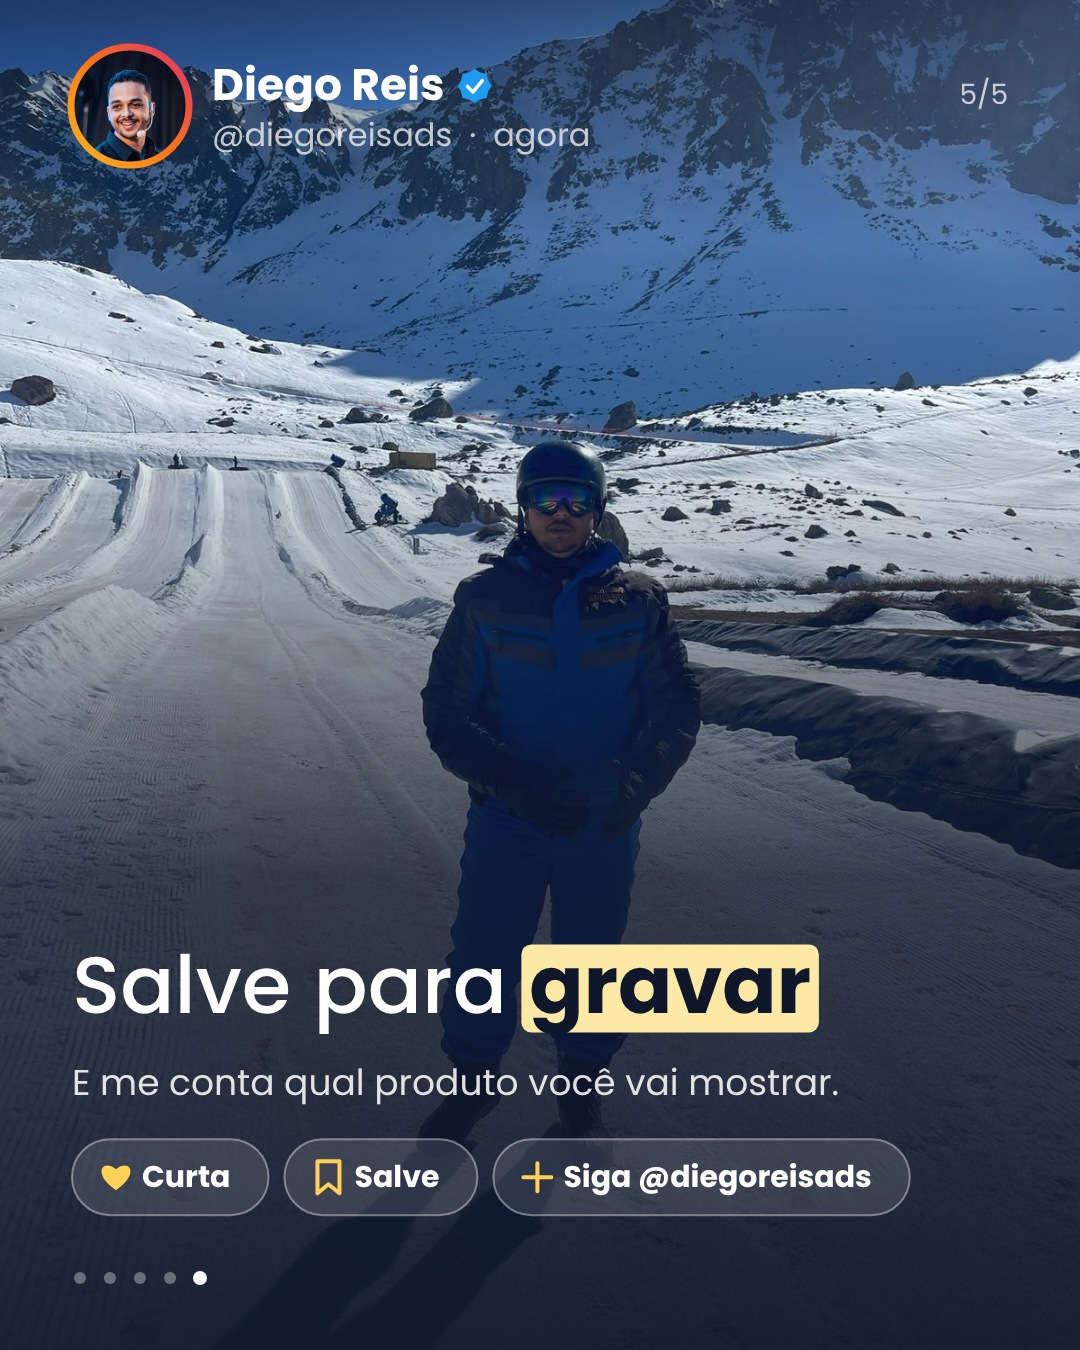 Diego Reis
5/5
@diegoreisads · agora
Salve para gravar
E me conta qual produto você vai mostrar.
Curta
Salve
Siga @diegoreisads